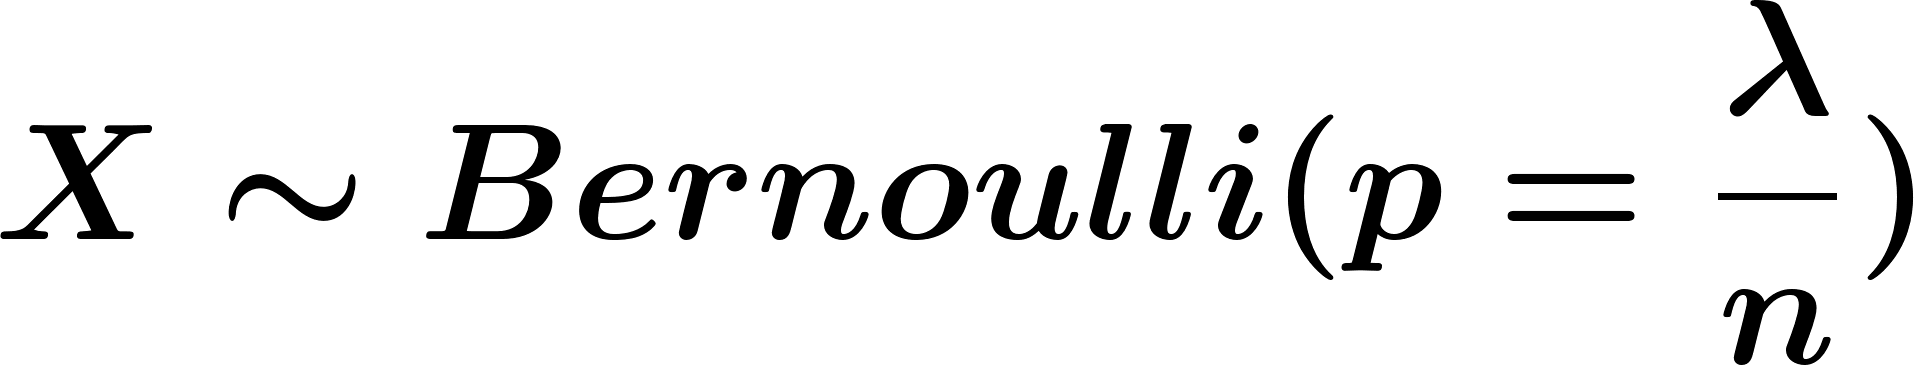 X ∼ Bernoulli(p = λ/n)